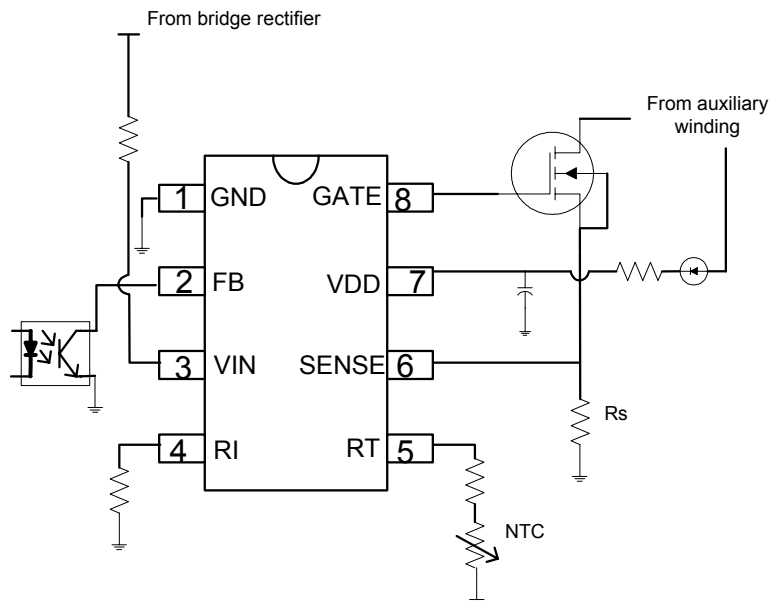 From bridge rectifier
From auxiliary
winding
1 GND GATE 8
2 FB VDD 7
3 VIN SENSE 6
Rs
4 RI RT 5
NTC